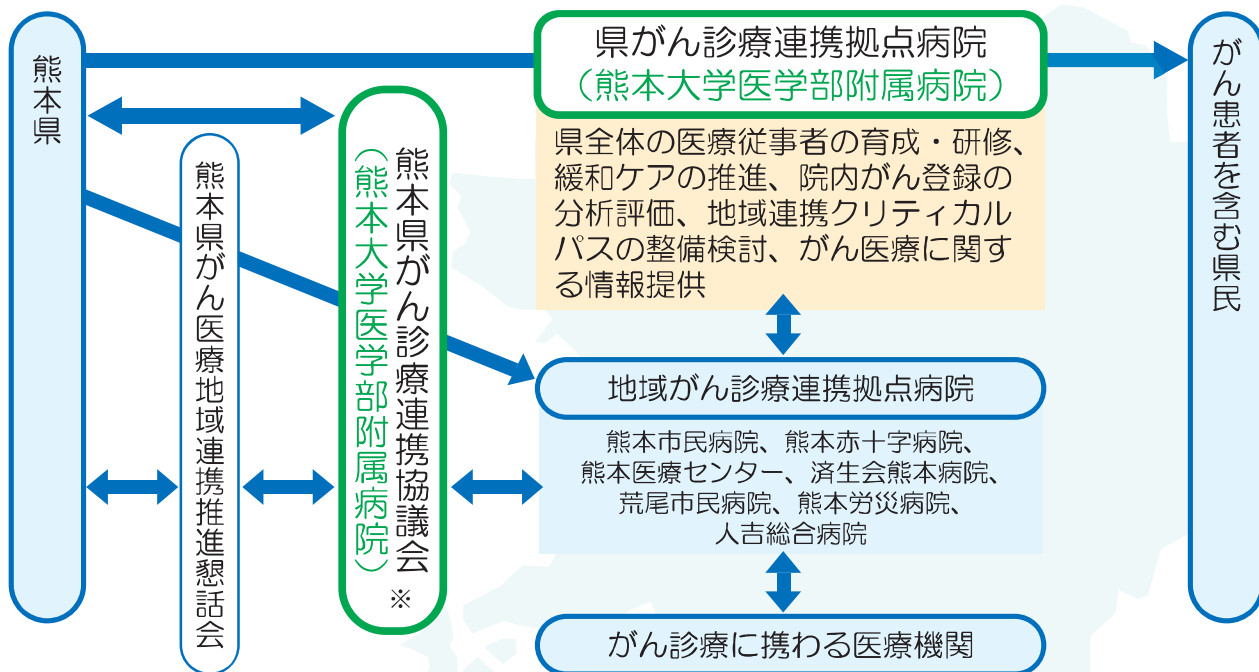 熊本県
熊本県がん医療地域連携推進懇話会
熊本県がん診療連携協議会※
（熊本大学医学部附属病院）
県がん診療連携拠点病院
（熊本大学医学部附属病院）
県全体の医療従事者の育成・研修、
緩和ケアの推進、院内がん登録の
分析評価、地域連携クリティカル
パスの整備検討、がん医療に関す
る情報提供
地域がん診療連携拠点病院
熊本市民病院、熊本赤十字病院、
熊本医療センター、済生会熊本病院、
荒尾市民病院、熊本労災病院、
人吉総合病院
がん診療に携わる医療機関
がん患者を含む県民